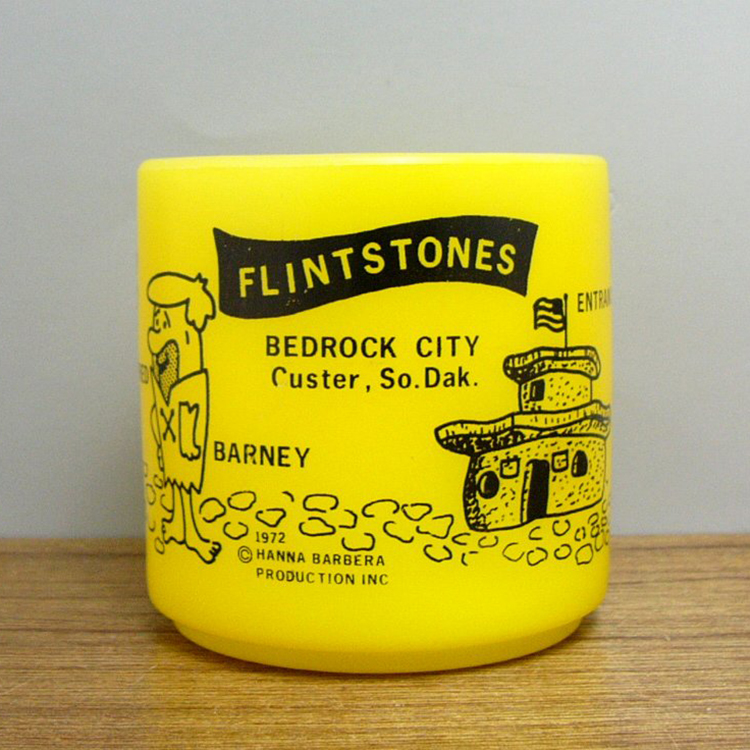 FLINTSTONES
BEDROCK CITY
Custer, So. Dak.
BARNEY
1972
© HANNA BARBERA
PRODUCTION INC